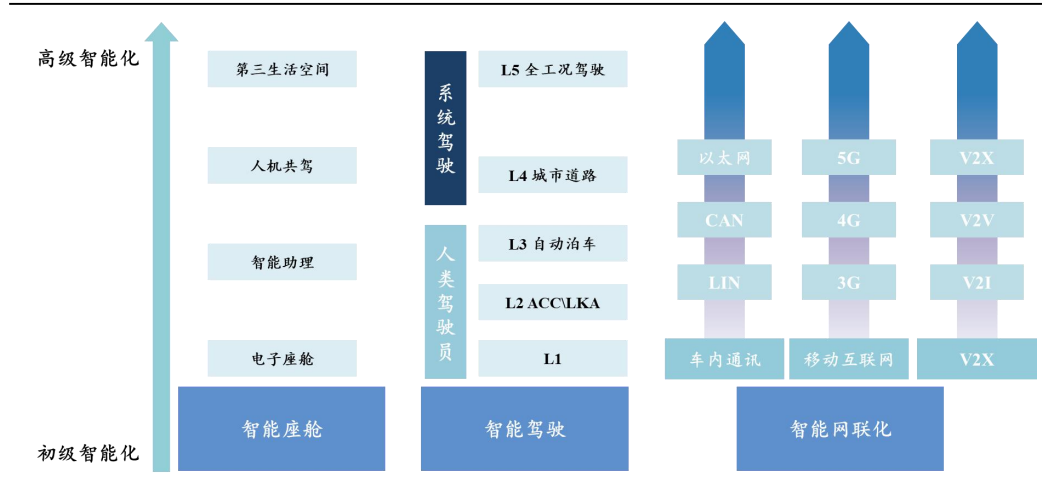 高级智能化
初级智能化
第三生活空间
人机共驾
智能助理
电子座舱
智能座舱
系统驾驶
人类驾驶员
L5 全工况驾驶
L4 城市道路
L3 自动泊车
L2 ACC\LKA
L1
智能驾驶
以太网
CAN
LIN
车内通讯
5G
4G
3G
移动互联网
V2X
V2V
V2I
V2X
智能网联化